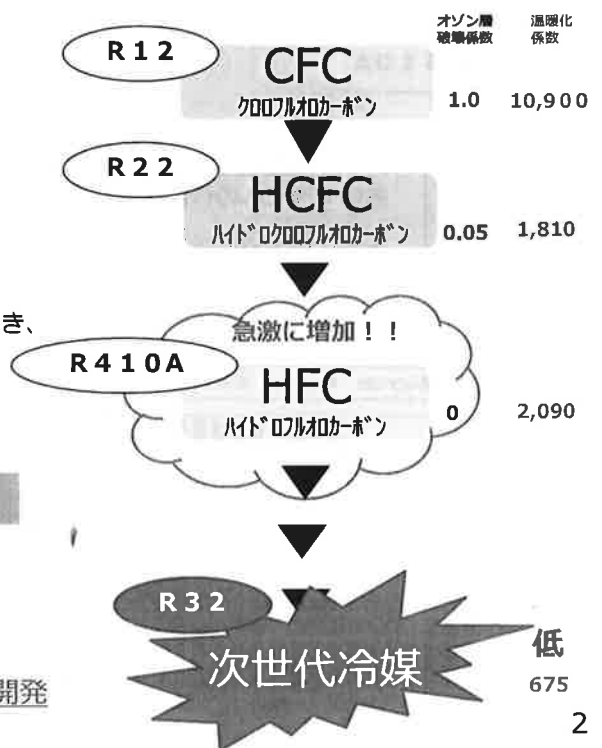 オゾン層 温暖化
破壊係数 係数
R12
CFC
クロロフルオロカーボン 1.0 10,900
R22
HCFC
ハイドロクロロフルオロカーボン 0.05 1,810
き、
急激に増加!!
R410A
HFC
ハイドロフルオロカーボン 0 2,090
R32
次世代冷媒
低
675
開発
2